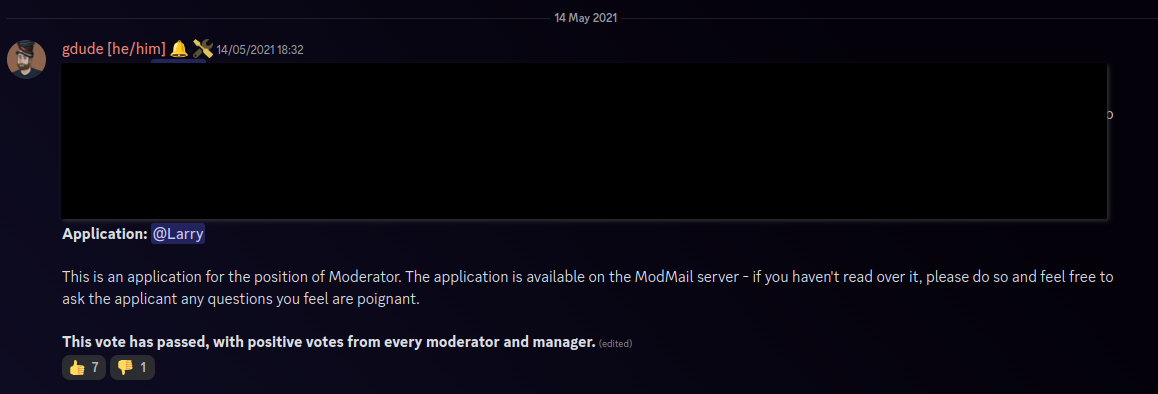 14 May 2021
gdude [he/him] 14/05/2021 18:32
Application: @Larry
This is an application for the position of Moderator. The application is available on the ModMail server - if you haven't read over it, please do so and feel free to
ask the applicant any questions you feel are poignant.
This vote has passed, with positive votes from every moderator and manager. (edited)
👍 7 👎 1